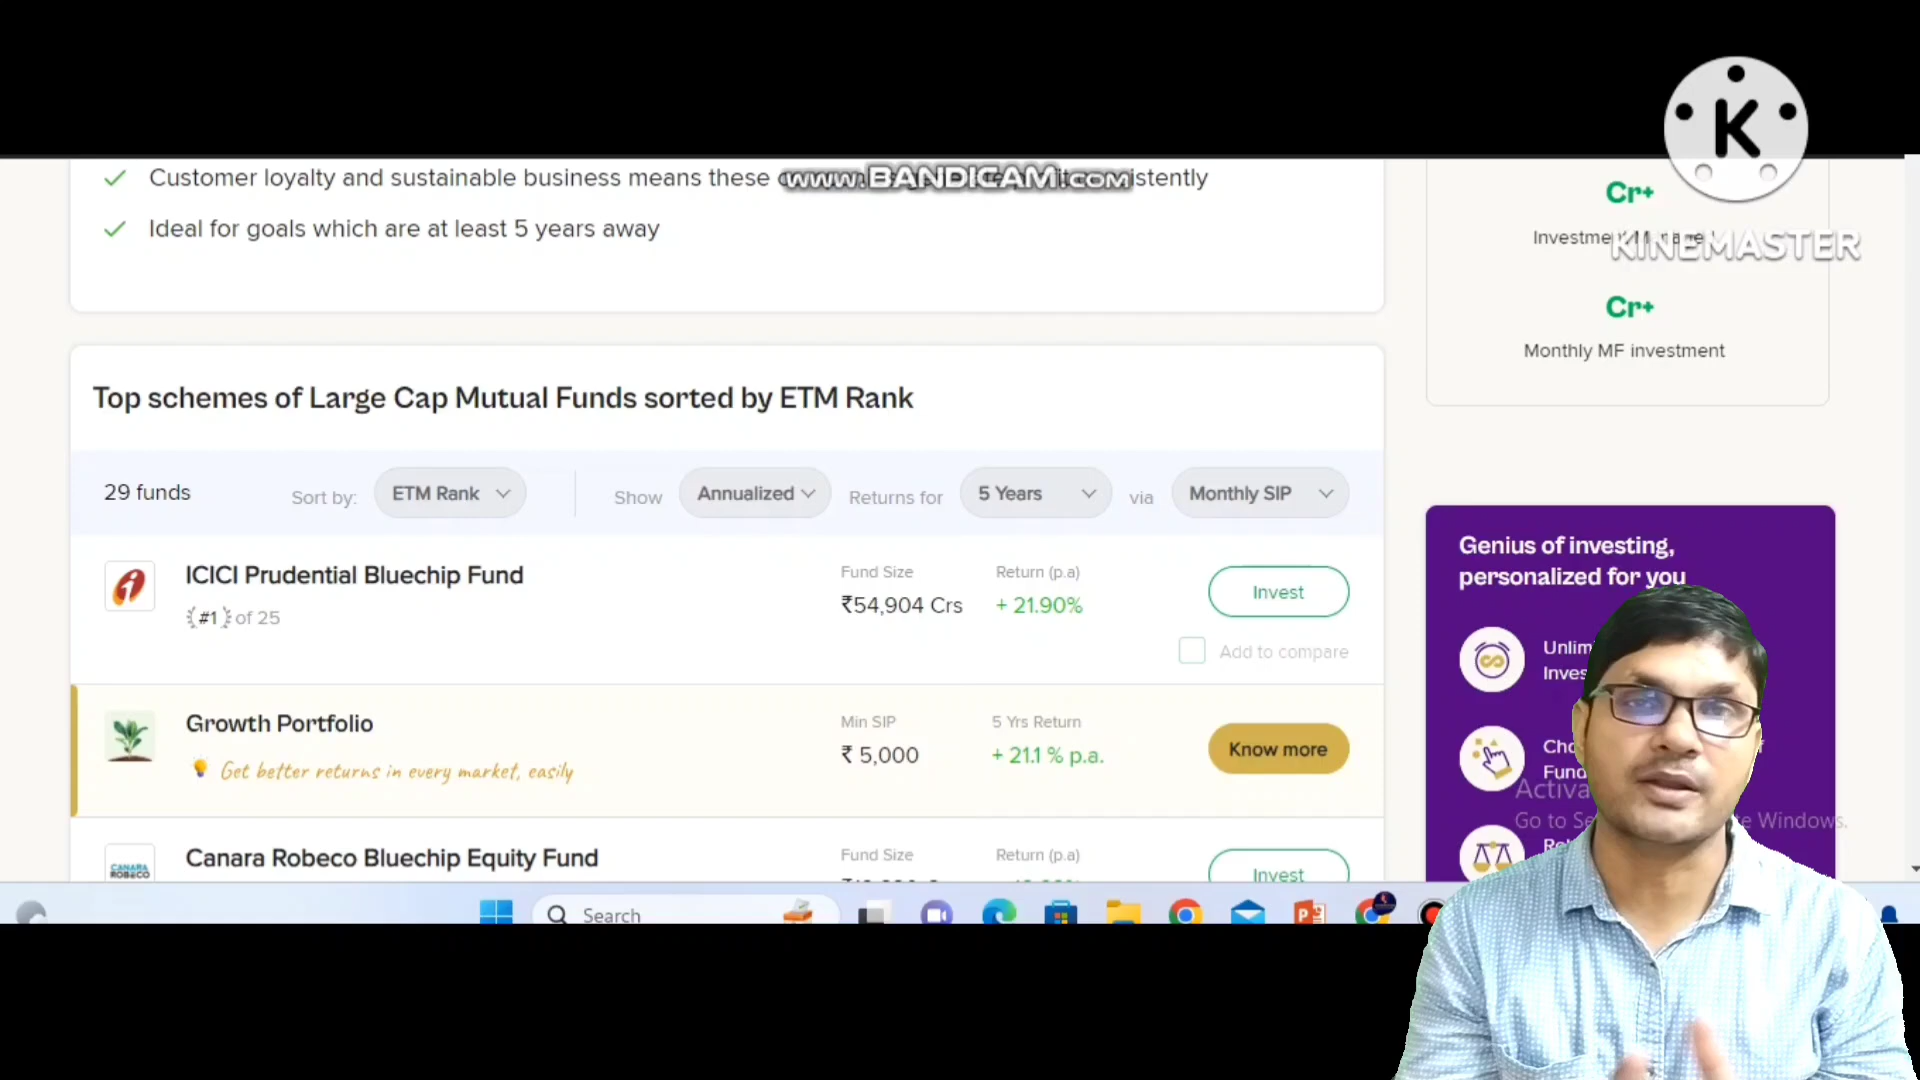 Customer loyalty and sustainable business means these
www.BANDICAM.com
Ideal for goals which are at least 5 years away
K
KINEMASTER
Cr+
Cr+
Monthly MF investment
Top schemes of Large Cap Mutual Funds sorted by ETM Rank
29 funds
Sort by: ETM Rank
Show Annualized Returns for 5 Years via Monthly SIP
ICICI Prudential Bluechip Fund
#1 of 25
Fund Size
₹54,904 Crs
Return (p.a)
+ 21.90%
Invest
Add to compare
Growth Portfolio
Get better returns in every market, easily
Min SIP
₹ 5,000
5 Yrs Return
+ 21.1 % p.a.
Know more
CANARA
ROBECO
Canara Robeco Bluechip Equity Fund
Fund Size
Return (p.a)
Invest
Genius of investing,
personalized for you
Go to
Windows.
Search